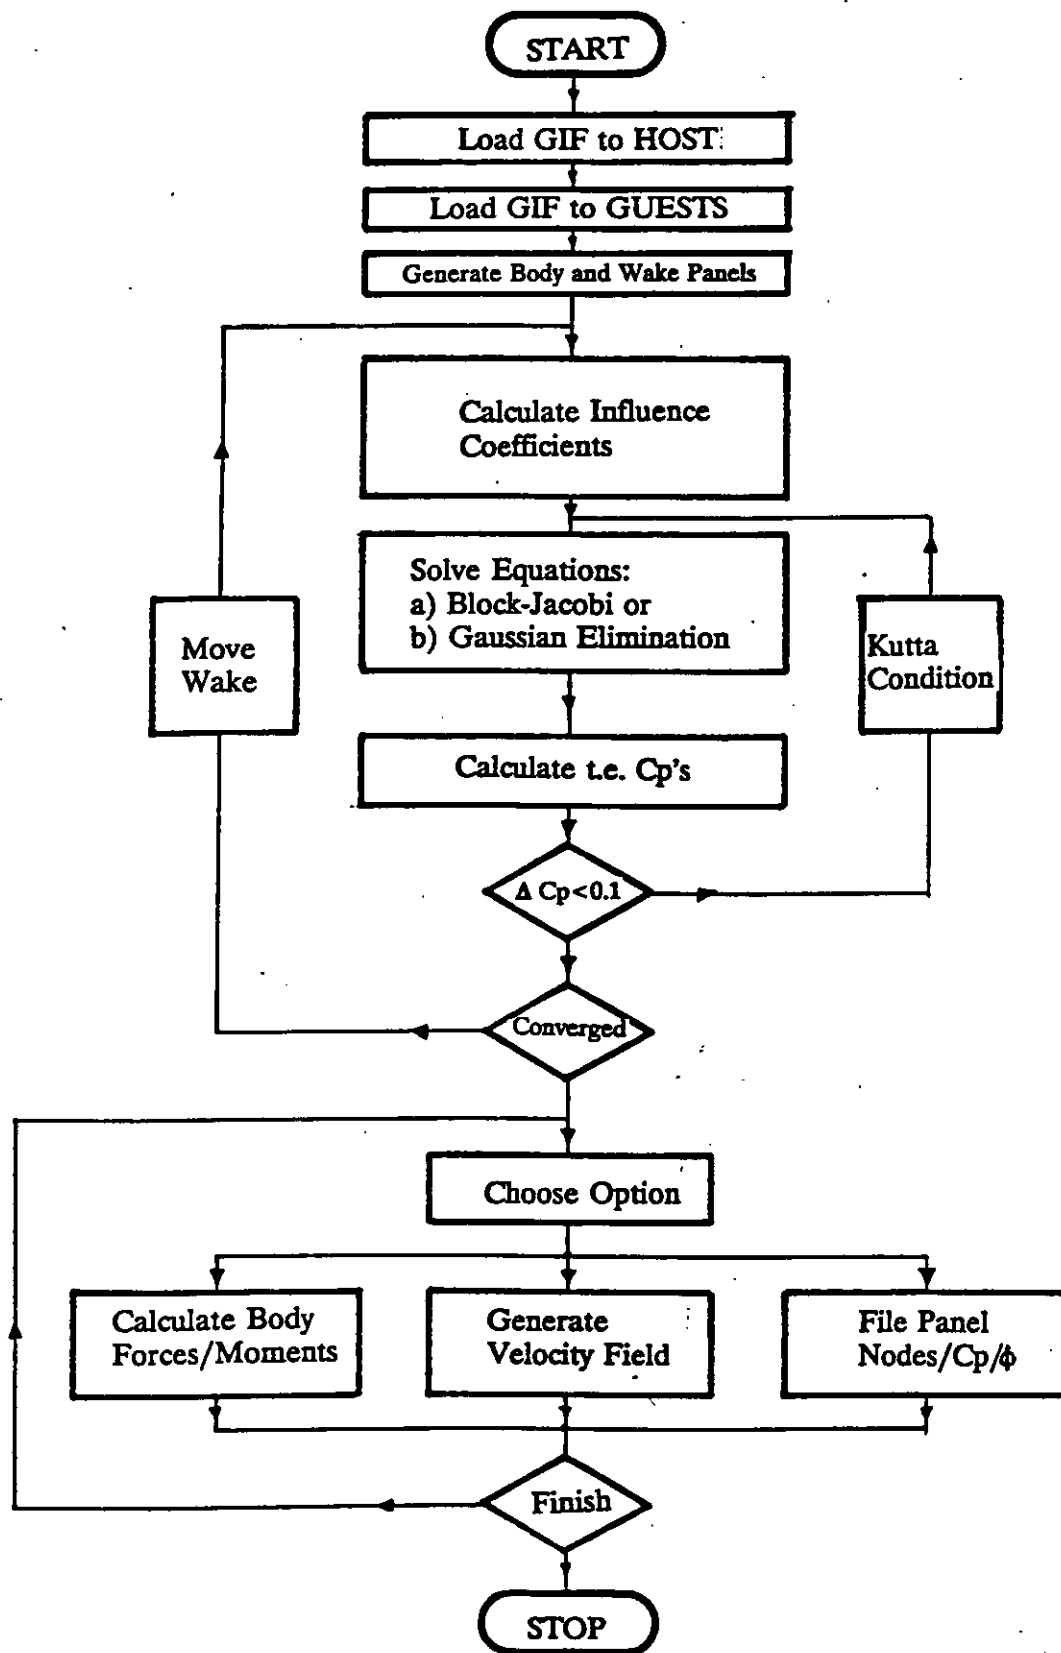 START
Load GIF to HOST
Load GIF to GUESTS
Generate Body and Wake Panels
Calculate Influence
Coefficients
Solve Equations:
a) Block-Jacobi or
b) Gaussian Elimination
Move
Wake
Kutta
Condition
Calculate t.e. Cp's
Δ Cp<0.1
Converged
Choose Option
Calculate Body
Forces/Moments
Generate
Velocity Field
File Panel
Nodes/Cp/ϕ
Finish
STOP